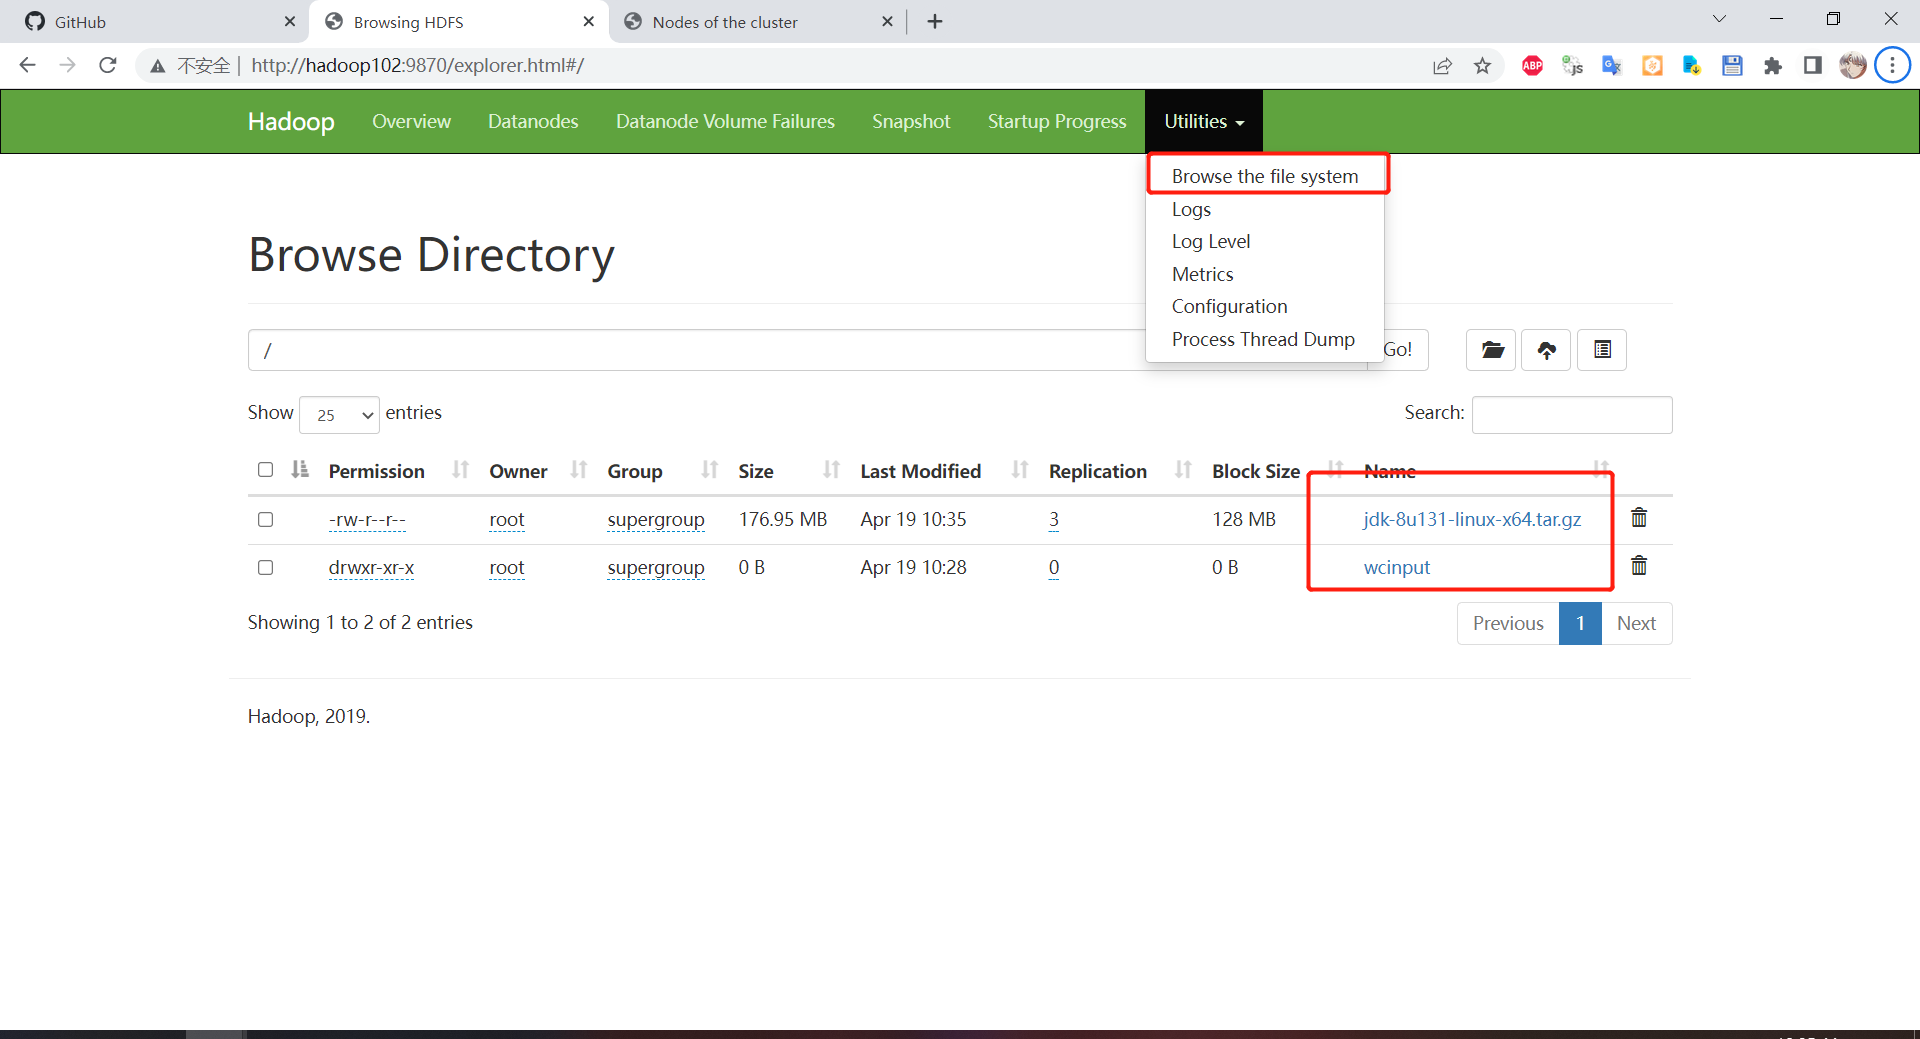 GitHub
Browsing HDFS
Nodes of the cluster
不安全 | http://hadoop102:9870/explorer.html#/
ABP
Hadoop Overview Datanodes Datanode Volume Failures Snapshot Startup Progress Utilities
Browse the file system
Logs
Log Level
Metrics
Configuration
Process Thread Dump
Browse Directory
/
Go!
Show 25 entries
Search:
Permission Owner Group Size Last Modified Replication Block Size Name
-rw-r--r-- root supergroup 176.95 MB Apr 19 10:35 3 128 MB jdk-8u131-linux-x64.tar.gz
drwxr-xr-x root supergroup 0 B Apr 19 10:28 0 0 B wcinput
Showing 1 to 2 of 2 entries
Previous 1 Next
Hadoop, 2019.